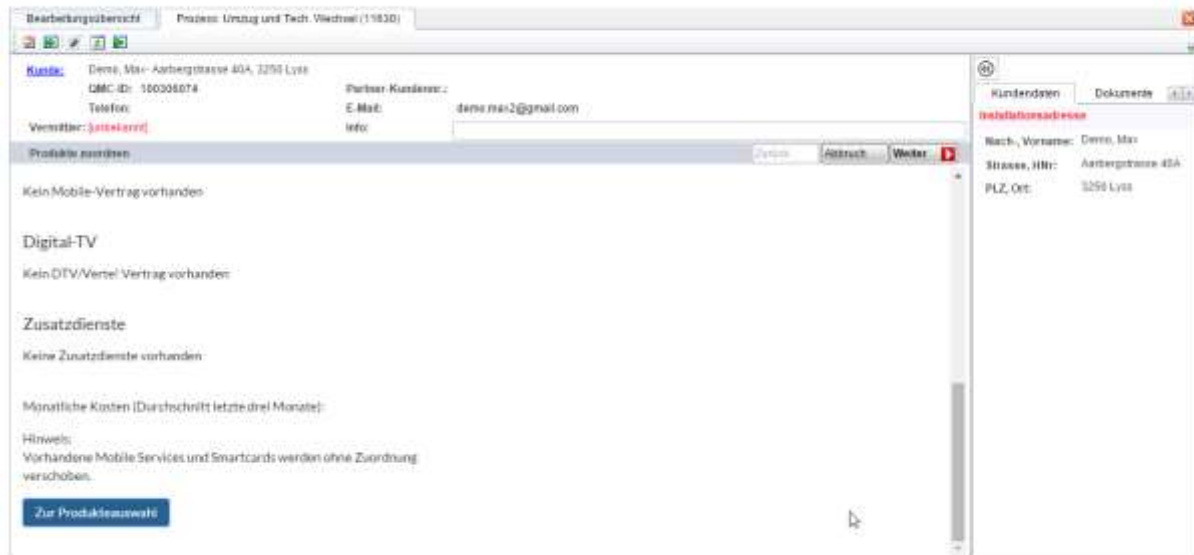 Bearbeitungsübersicht
Prozess: Umzug und Tech. Wechsel (11830)
Kunde: Demo, Max- Aarbergstrasse 40A, 3250 Lyss
QMC-ID: 100306074 Partner-Kundennr.:
Telefon: E-Mail: demo.max2@gmail.com
Vermittler: [unbekannt] Info:
Kundendaten Dokumente
Installationsadresse
Nach-, Vorname: Demo, Max
Strasse, HNr: Aarbergstrasse 40A
PLZ, Ort: 3250 Lyss
Produkte zuordnen Zurück Abbruch Weiter
Kein Mobile-Vertrag vorhanden
Digital-TV
Kein DTV/Verte! Vertrag vorhanden
Zusatzdienste
Keine Zusatzdienste vorhanden
Monatliche Kosten (Durchschnitt letzte drei Monate):
Hinweis:
Vorhandene Mobile Services und Smartcards werden ohne Zuordnung
verschoben.
Zur Produkteauswahl